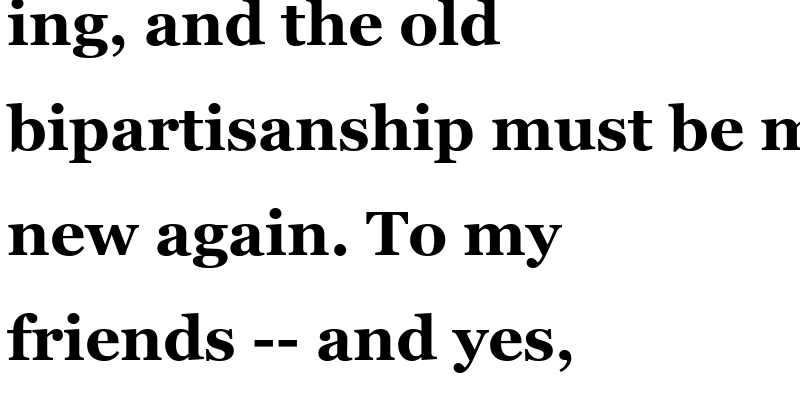 ing, and the old
bipartisanship must be
new again. To my
friends -- and yes,